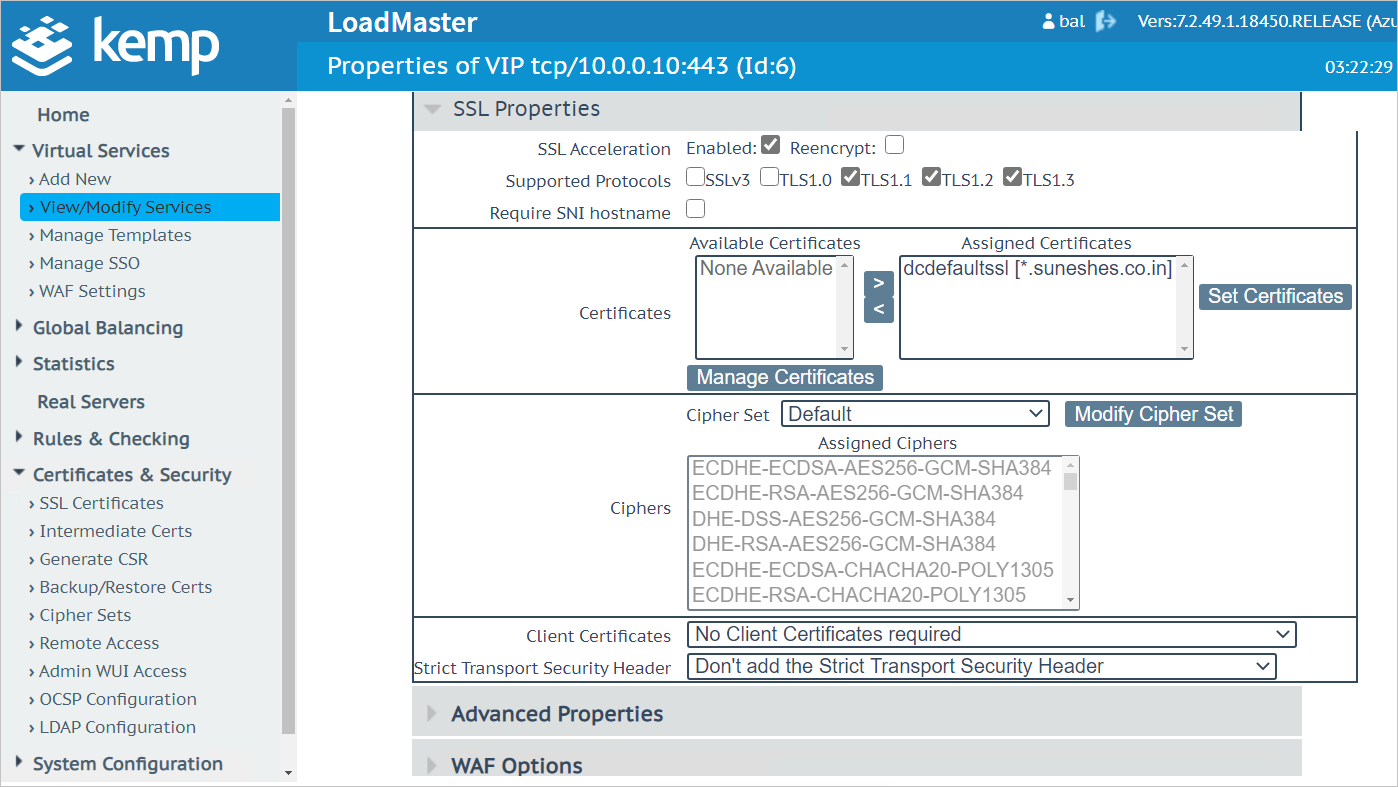 kemp
LoadMaster
bal
Vers:7.2.49.1.18450.RELEASE (Azu
Properties of VIP tcp/10.0.0.10:443 (Id:6)
03:22:29
Home
Virtual Services
› Add New
› View/Modify Services
› Manage Templates
› Manage SSO
› WAF Settings
Global Balancing
Statistics
Real Servers
Rules & Checking
Certificates & Security
› SSL Certificates
› Intermediate Certs
› Generate CSR
› Backup/Restore Certs
› Cipher Sets
› Remote Access
› Admin WUI Access
› OCSP Configuration
› LDAP Configuration
System Configuration
SSL Properties
SSL Acceleration Enabled: Reencrypt:
Supported Protocols SSLv3 TLS1.0 TLS1.1 TLS1.2 TLS1.3
Require SNI hostname
Available Certificates Assigned Certificates
None Available dcdefaultssl [*.suneshes.co.in]
>
<
Set Certificates
Certificates
Manage Certificates
Cipher Set Default Modify Cipher Set
Assigned Ciphers
Ciphers
ECDHE-ECDSA-AES256-GCM-SHA384
ECDHE-RSA-AES256-GCM-SHA384
DHE-DSS-AES256-GCM-SHA384
DHE-RSA-AES256-GCM-SHA384
ECDHE-ECDSA-CHACHA20-POLY1305
ECDHE-RSA-CHACHA20-POLY1305
Client Certificates No Client Certificates required
Strict Transport Security Header Don't add the Strict Transport Security Header
Advanced Properties
WAF Options